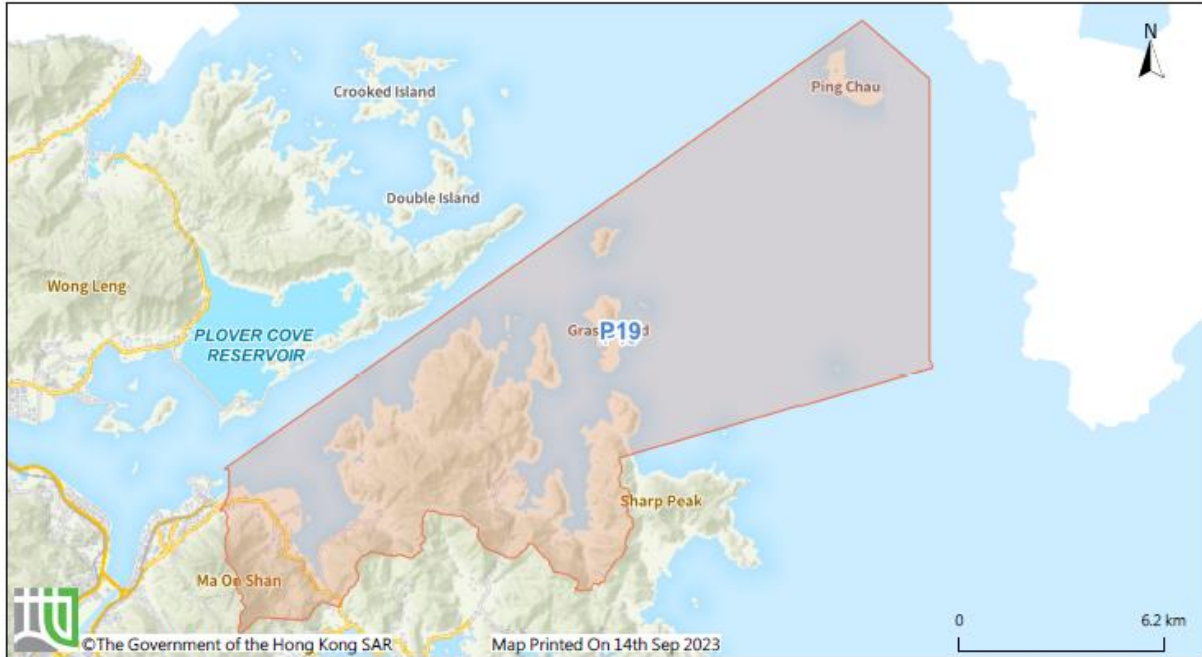 N
Ping Chau
Crooked Island
Double Island
Wong Leng
PLOVER COVE
RESERVOIR
P19
Sharp Peak
Ma On Shan
0 6.2 km
©The Government of the Hong Kong SAR Map Printed On 14th Sep 2023